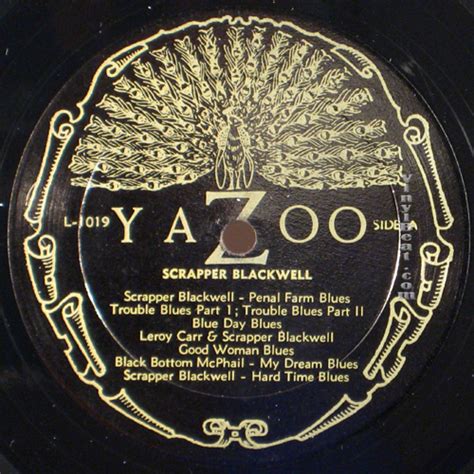 L-1019 YAZOO SIDE A
SCRAPPER BLACKWELL
Scrapper Blackwell - Penal Farm Blues
Trouble Blues Part I ; Trouble Blues Part II
Blue Day Blues
Leroy Carr & Scrapper Blackwell
Good Woman Blues
Black Bottom McPhail - My Dream Blues
Scrapper Blackwell - Hard Time Blues
vinylbeat.com